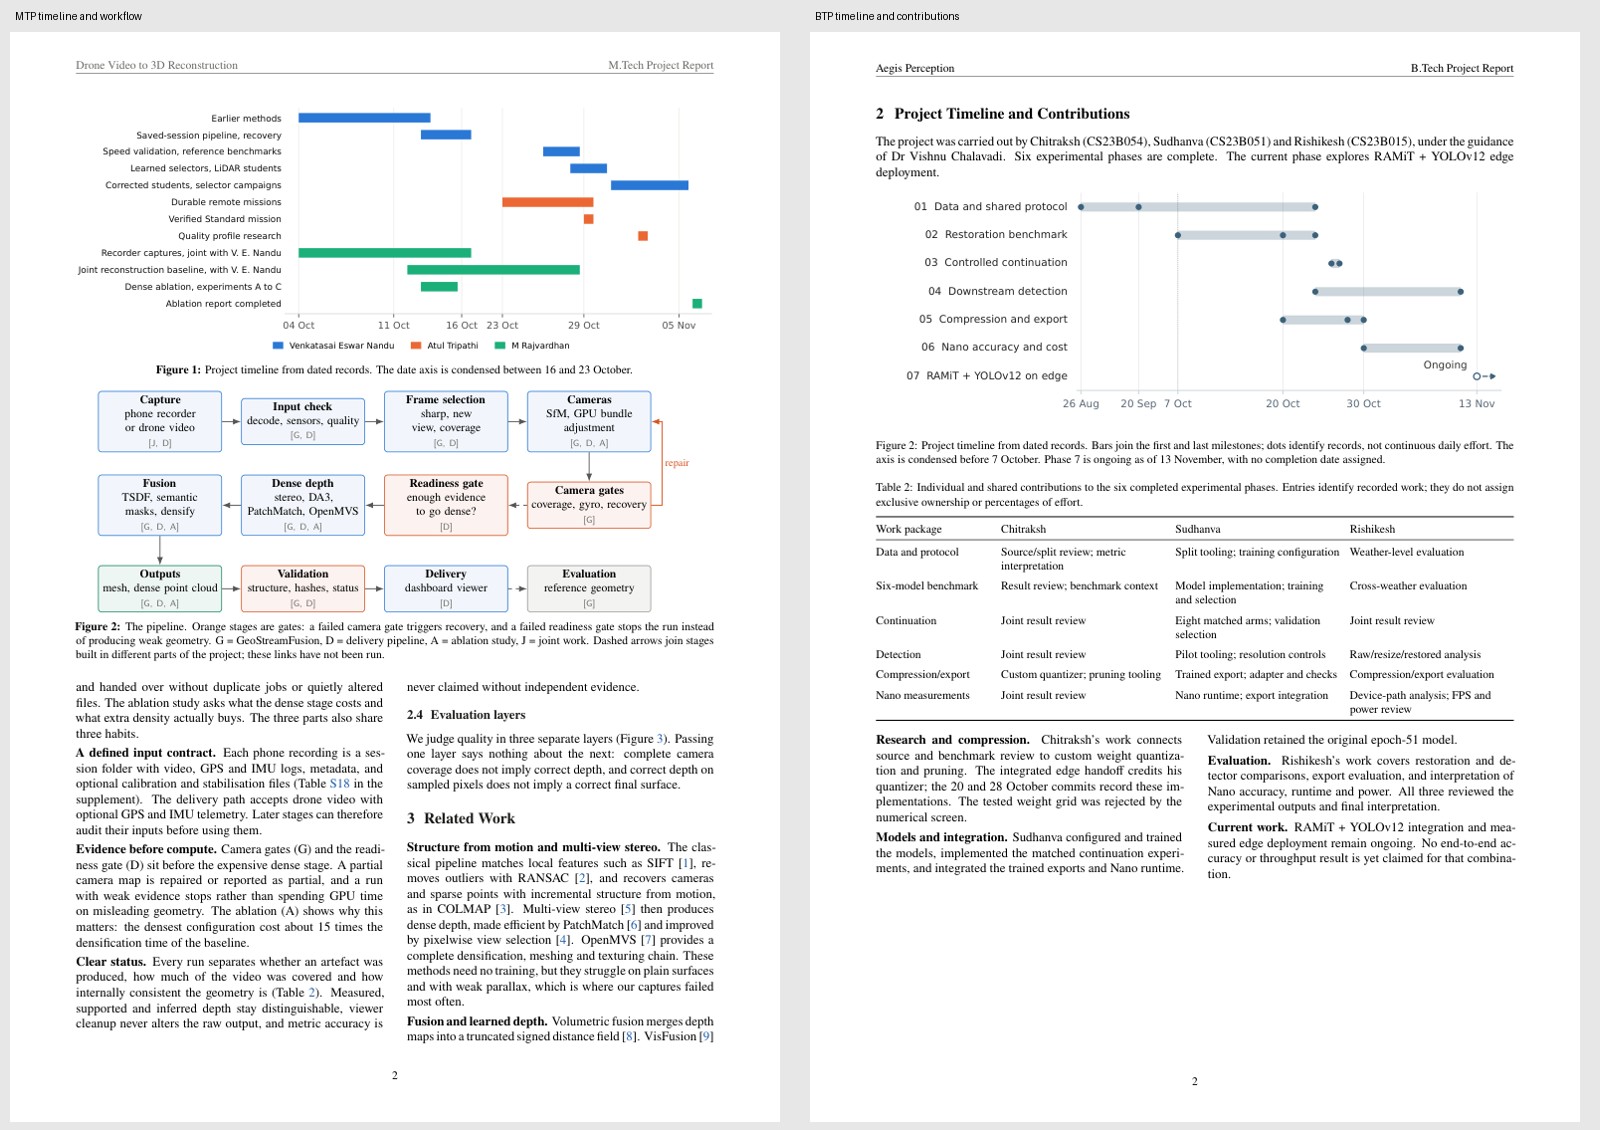 MTP timeline and workflow
Drone Video to 3D Reconstruction
M.Tech Project Report
Earlier methods
Saved-session pipeline, recovery
Speed validation, reference benchmarks
Learned selectors, LiDAR students
Corrected students, selector campaigns
Durable remote missions
Verified Standard mission
Quality profile research
Recorder captures, joint with V. E. Nandu
Joint reconstruction baseline, with V. E. Nandu
Dense ablation, experiments A to C
Ablation report completed
04 Oct 11 Oct 16 Oct 23 Oct 29 Oct 05 Nov
Venkatasai Eswar Nandu Atul Tripathi M Rajvardhan
Figure 1: Project timeline from dated records. The date axis is condensed between 16 and 23 October.
Capture
phone recorder
or drone video
[J, D]
Input check
decode, sensors, quality
[G, D]
Frame selection
sharp, new
view, coverage
[G, D]
Cameras
SfM, GPU bundle
adjustment
[G, D, A]
repair
Fusion
TSDF, semantic
masks, densify
[G, D, A]
Dense depth
stereo, DA3,
PatchMatch, OpenMVS
[G, D, A]
Readiness gate
enough evidence
to go dense?
[D]
Camera gates
coverage, gyro, recovery
[G]
Outputs
mesh, dense point cloud
[G, D, A]
Validation
structure, hashes, status
[G, D]
Delivery
dashboard viewer
[D]
Evaluation
reference geometry
[G]
Figure 2: The pipeline. Orange stages are gates: a failed camera gate triggers recovery, and a failed readiness gate stops the run instead
of producing weak geometry. G = GeoStreamFusion, D = delivery pipeline, A = ablation study, J = joint work. Dashed arrows join stages
built in different parts of the project; these links have not been run.
and handed over without duplicate jobs or quietly altered
files. The ablation study asks what the dense stage costs and
what extra density actually buys. The three parts also share
three habits.
A defined input contract. Each phone recording is a ses-
sion folder with video, GPS and IMU logs, metadata, and
optional calibration and stabilisation files (Table S18 in the
supplement). The delivery path accepts drone video with
optional GPS and IMU telemetry. Later stages can therefore
audit their inputs before using them.
Evidence before compute. Camera gates (G) and the readi-
ness gate (D) sit before the expensive dense stage. A partial
camera map is repaired or reported as partial, and a run
with weak evidence stops rather than spending GPU time
on misleading geometry. The ablation (A) shows why this
matters: the densest configuration cost about 15 times the
densification time of the baseline.
Clear status. Every run separates whether an artefact was
produced, how much of the video was covered and how
internally consistent the geometry is (Table 2). Measured,
supported and inferred depth stay distinguishable, viewer
cleanup never alters the raw output, and metric accuracy is
never claimed without independent evidence.
2.4 Evaluation layers
We judge quality in three separate layers (Figure 3). Passing
one layer says nothing about the next: complete camera
coverage does not imply correct depth, and correct depth on
sampled pixels does not imply a correct final surface.
3 Related Work
Structure from motion and multi-view stereo. The clas-
sical pipeline matches local features such as SIFT [1], re-
moves outliers with RANSAC [2], and recovers cameras
and sparse points with incremental structure from motion,
as in COLMAP [3]. Multi-view stereo [5] then produces
dense depth, made efficient by PatchMatch [6] and improved
by pixelwise view selection [4]. OpenMVS [7] provides a
complete densification, meshing and texturing chain. These
methods need no training, but they struggle on plain surfaces
and with weak parallax, which is where our captures failed
most often.
Fusion and learned depth. Volumetric fusion merges depth
maps into a truncated signed distance field [8]. VisFusion [9]
2
BTP timeline and contributions
Aegis Perception
B.Tech Project Report
2 Project Timeline and Contributions
The project was carried out by Chitraksh (CS23B054), Sudhanva (CS23B051) and Rishikesh (CS23B015), under the guidance
of Dr Vishnu Chalavadi. Six experimental phases are complete. The current phase explores RAMiT + YOLOv12 edge
deployment.
01 Data and shared protocol
02 Restoration benchmark
03 Controlled continuation
04 Downstream detection
05 Compression and export
06 Nano accuracy and cost
Ongoing
07 RAMiT + YOLOv12 on edge
26 Aug 20 Sep 7 Oct 20 Oct 30 Oct 13 Nov
Figure 2: Project timeline from dated records. Bars join the first and last milestones; dots identify records, not continuous daily effort. The
axis is condensed before 7 October. Phase 7 is ongoing as of 13 November, with no completion date assigned.
Table 2: Individual and shared contributions to the six completed experimental phases. Entries identify recorded work; they do not assign
exclusive ownership or percentages of effort.
Work package Chitraksh Sudhanva Rishikesh
Data and protocol Source/split review; metric Split tooling; training configuration Weather-level evaluation
interpretation
Six-model benchmark Result review; benchmark context Model implementation; training Cross-weather evaluation
and selection
Continuation Joint result review Eight matched arms; validation Joint result review
selection
Detection Joint result review Pilot tooling; resolution controls Raw/resize/restored analysis
Compression/export Custom quantizer; pruning tooling Trained export; adapter and checks Compression/export evaluation
Nano measurements Joint result review Nano runtime; export integration Device-path analysis; FPS and
power review
Research and compression. Chitraksh's work connects
source and benchmark review to custom weight quantiza-
tion and pruning. The integrated edge handoff credits his
quantizer; the 20 and 28 October commits record these im-
plementations. The tested weight grid was rejected by the
numerical screen.
Models and integration. Sudhanva configured and trained
the models, implemented the matched continuation experi-
ments, and integrated the trained exports and Nano runtime.
Validation retained the original epoch-51 model.
Evaluation. Rishikesh's work covers restoration and de-
tector comparisons, export evaluation, and interpretation of
Nano accuracy, runtime and power. All three reviewed the
experimental outputs and final interpretation.
Current work. RAMiT + YOLOv12 integration and mea-
sured edge deployment remain ongoing. No end-to-end ac-
curacy or throughput result is yet claimed for that combina-
tion.
2